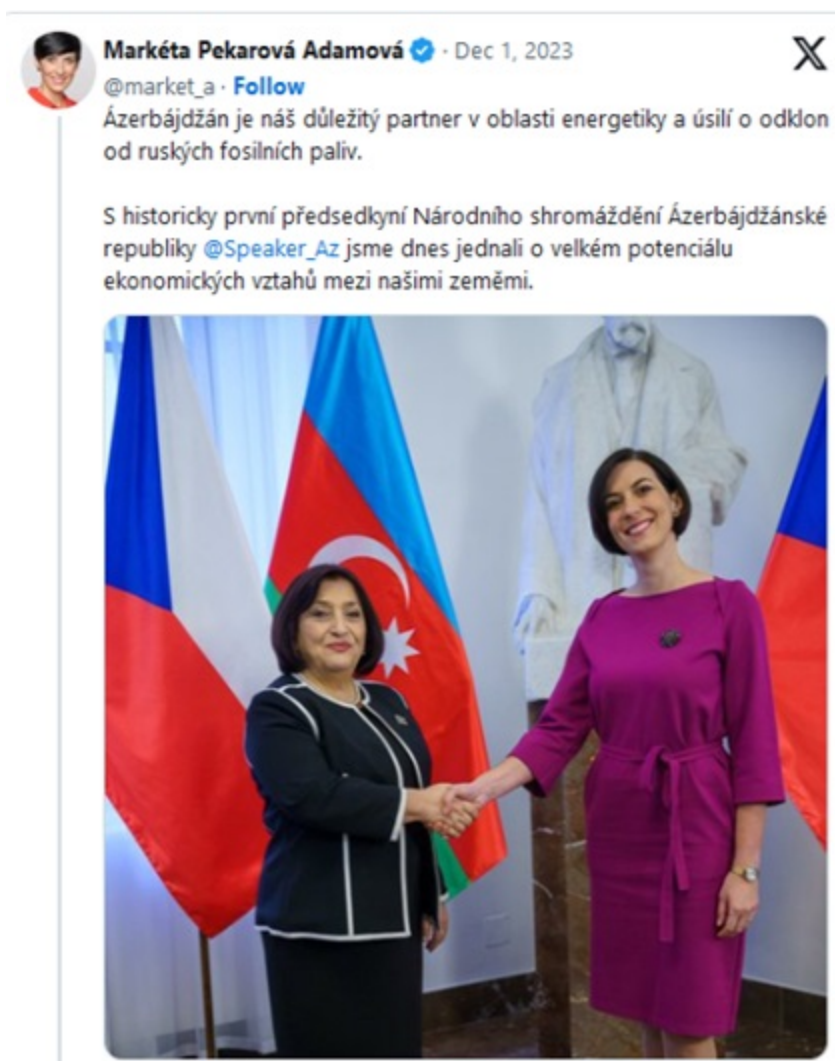 Markéta Pekarová Adamová · Dec 1, 2023
@market_a · Follow
Ázerbájdžán je náš důležitý partner v oblasti energetiky a úsilí o odklon
od ruských fosilních paliv.
S historicky první předsedkyní Národního shromáždění Ázerbájdžánské
republiky @Speaker_Az jsme dnes jednali o velkém potenciálu
ekonomických vztahů mezi našimi zeměmi.